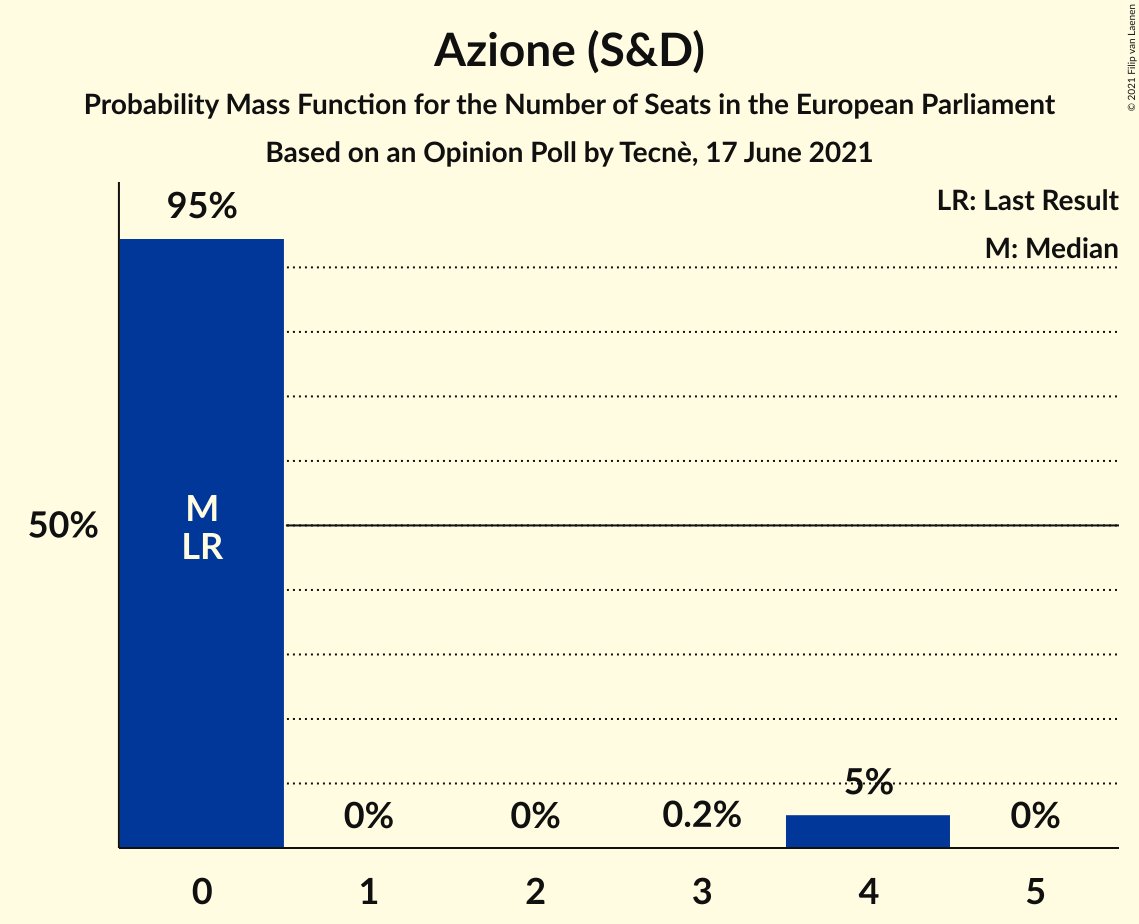 Azione (S&D)
Probability Mass Function for the Number of Seats in the European Parliament
Based on an Opinion Poll by Tecnè, 17 June 2021
© 2021 Filip van Laenen
LR: Last Result
M: Median
95%
50%
M
LR
0%
0%
0.2%
5%
0%
0
1
2
3
4
5